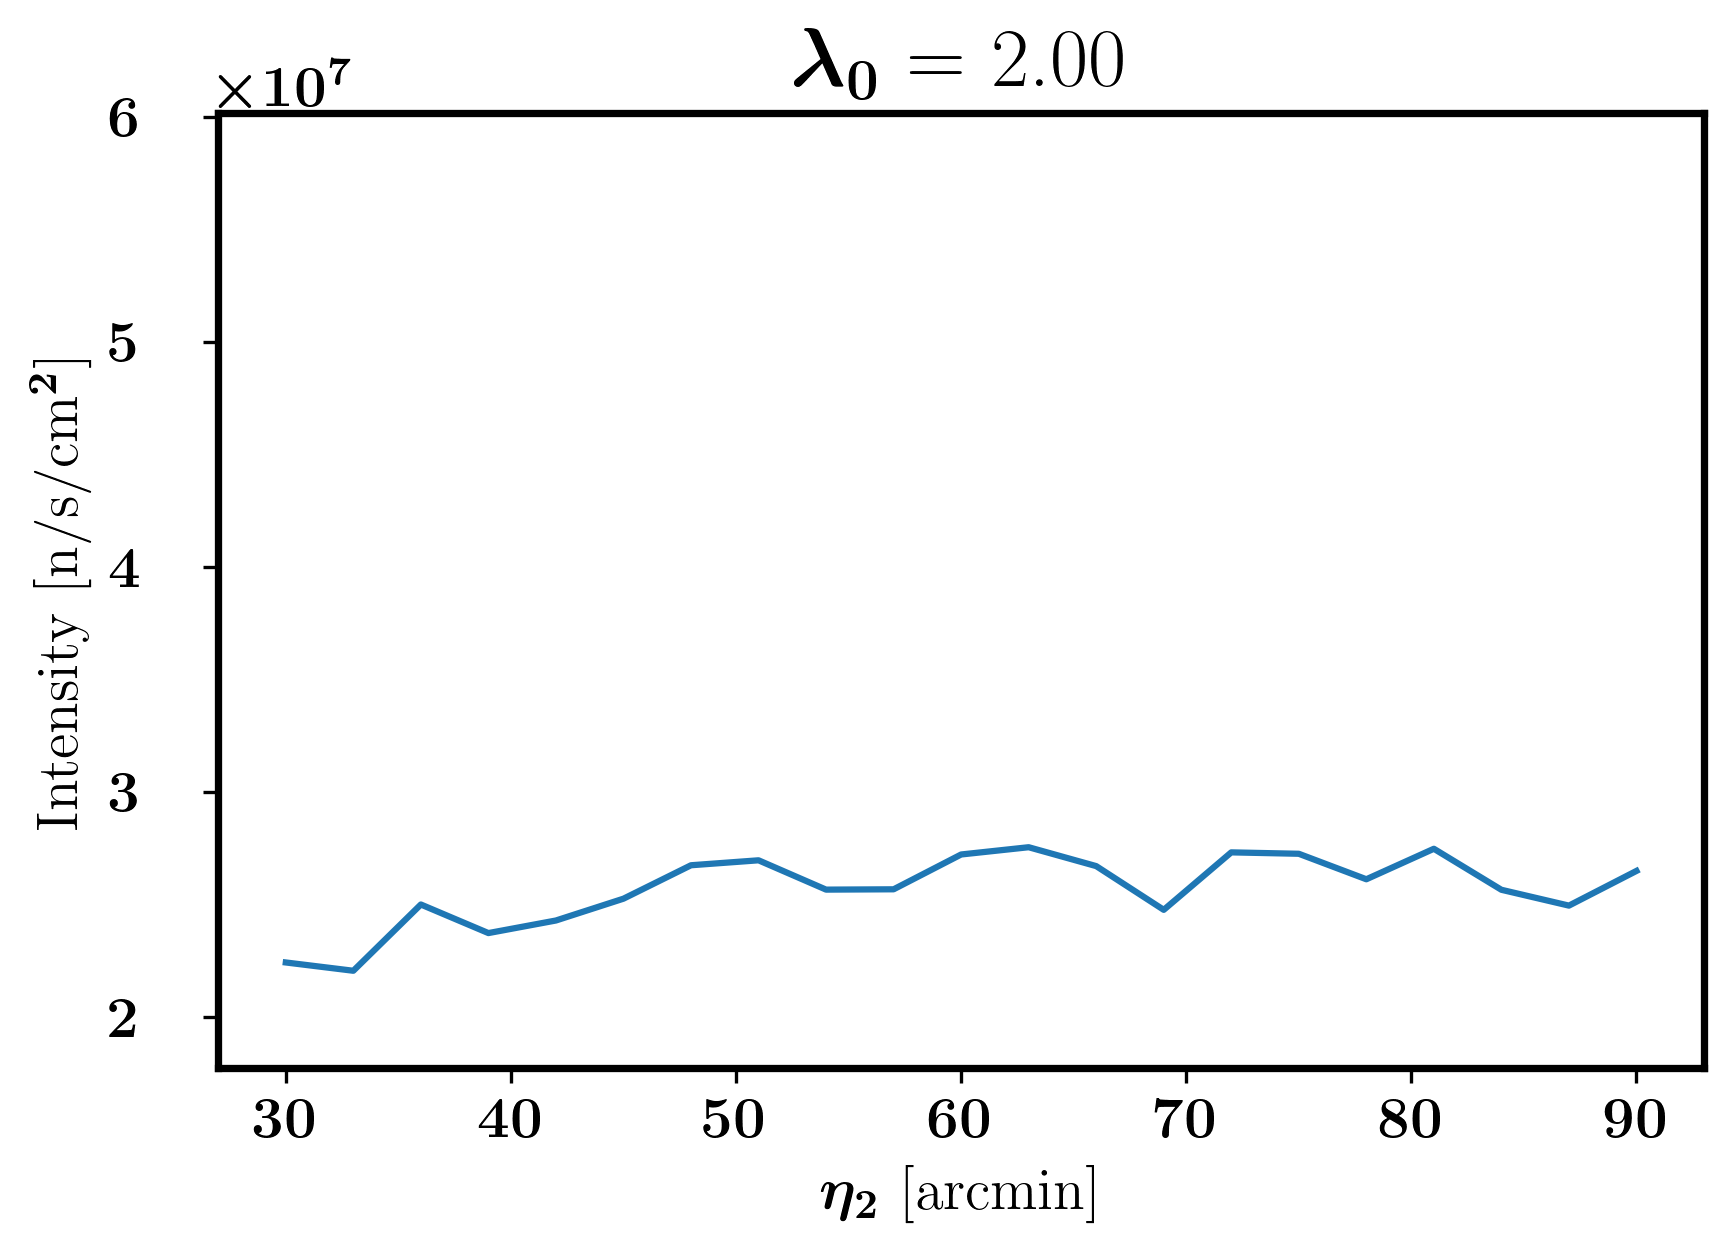 λ₀ = 2.00
×10⁷
6
5
4
3
2
Intensity [n/s/cm²]
30 40 50 60 70 80 90
η₂ [arcmin]